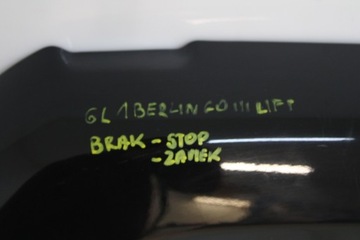 GL 1 BERLINGO III LIFT
BRAK - STOP
- ZAMEK